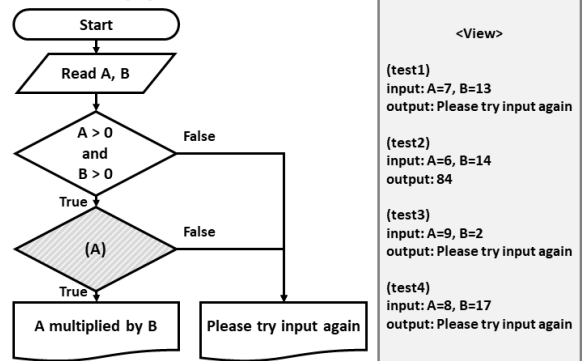 Start
Read A, B
A > 0
and
B > 0
False
True
(A)
False
True
A multiplied by B
Please try input again
<View>
(test1)
input: A=7, B=13
output: Please try input again
(test2)
input: A=6, B=14
output: 84
(test3)
input: A=9, B=2
output: Please try input again
(test4)
input: A=8, B=17
output: Please try input again